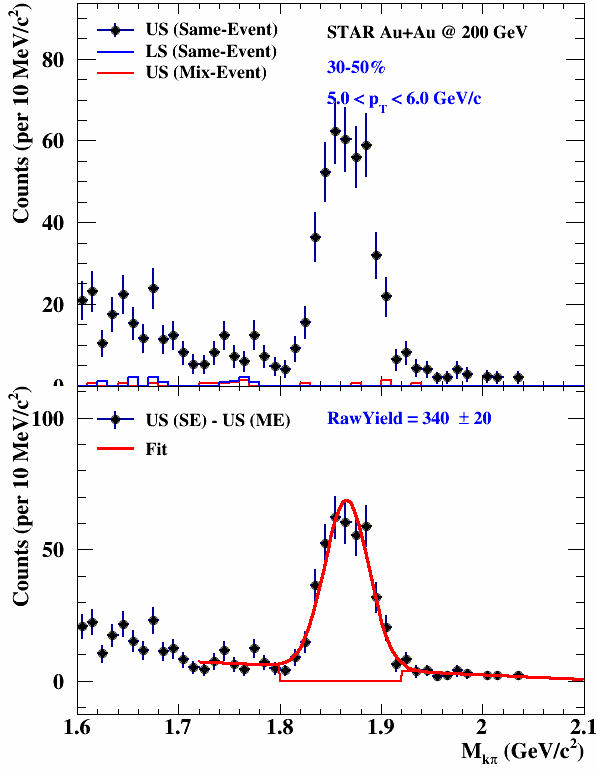 US (Same-Event)
LS (Same-Event)
US (Mix-Event)
STAR Au+Au @ 200 GeV
30-50%
5.0 < p_T < 6.0 GeV/c
Counts (per 10 MeV/c²)
80
60
40
20
0
US (SE) - US (ME)
Fit
RawYield = 340 ± 20
Counts (per 10 MeV/c²)
100
50
0
1.6 1.7 1.8 1.9 2 2.1
M_kπ (GeV/c²)